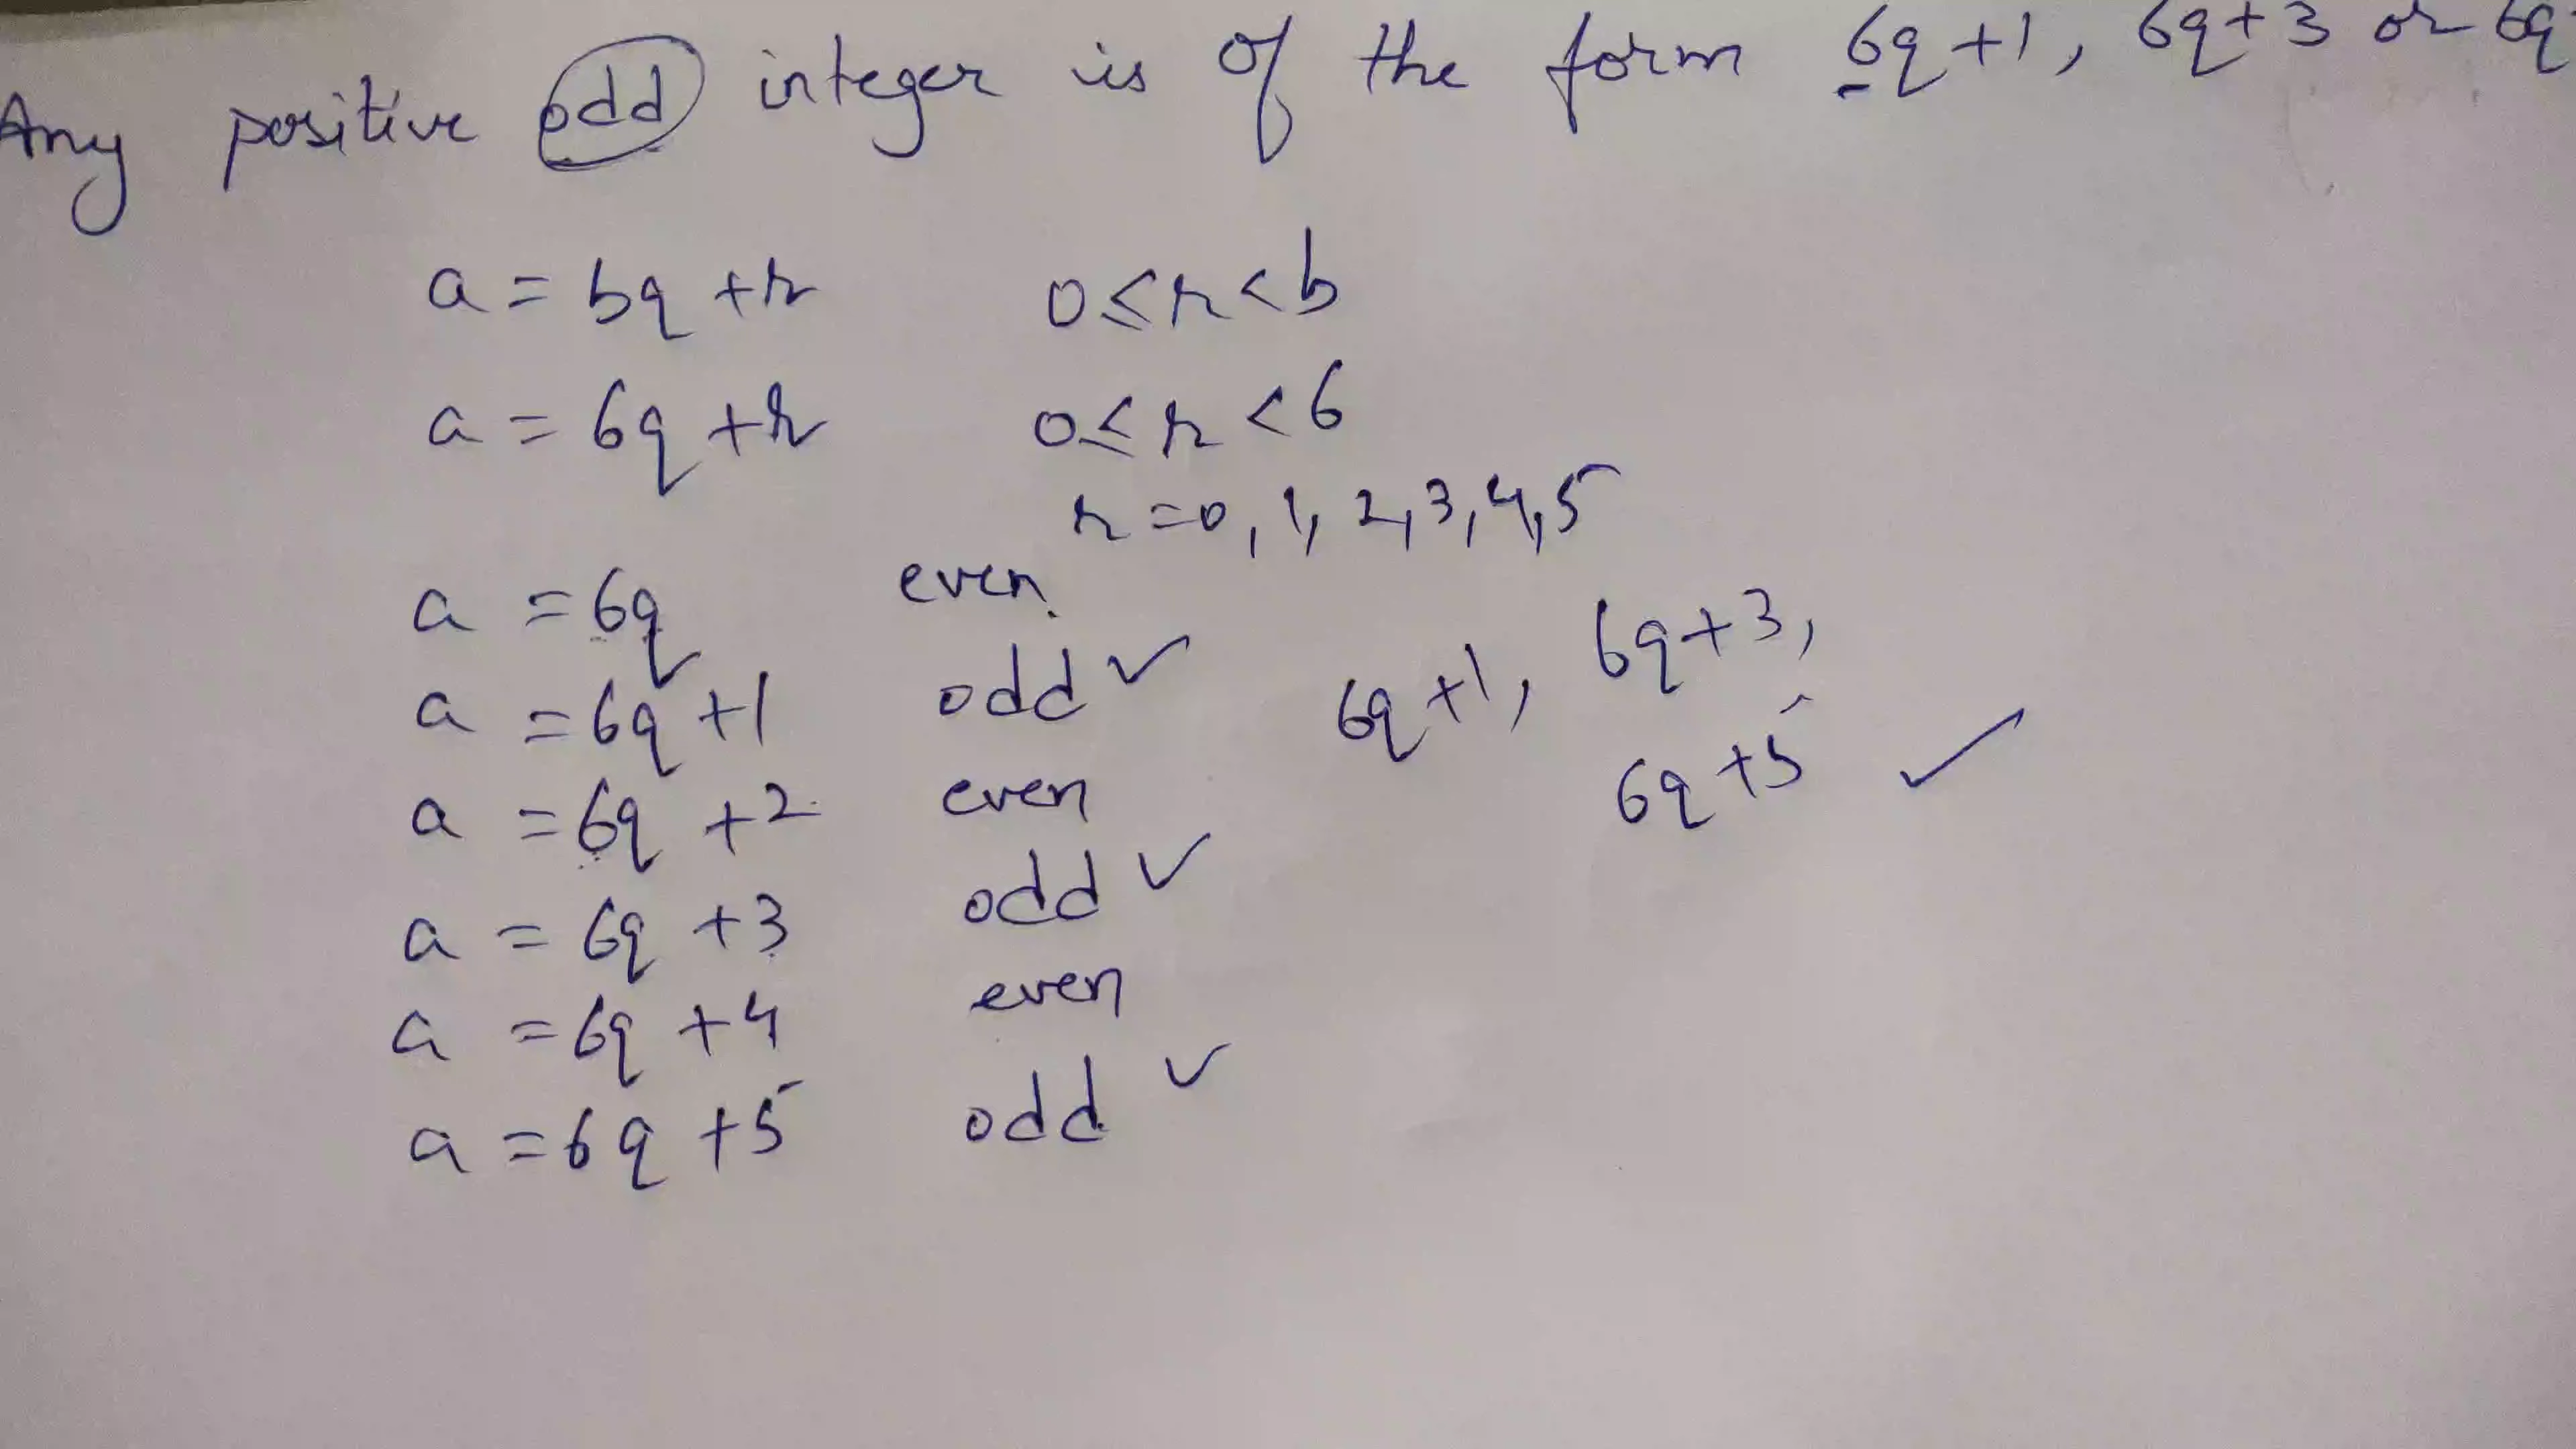 Any positive odd integer is of the form 6q+1, 6q+3 or 6q
a = bq + r 0 ≤ r < b
a = 6q + r 0 ≤ r < 6
r = 0, 1, 2, 3, 4, 5
a = 6q even
a = 6q + 1 odd ✓ 6q + 1, 6q + 3,
a = 6q + 2 even 6q + 5 ✓
a = 6q + 3 odd ✓
a = 6q + 4 even
a = 6q + 5 odd ✓